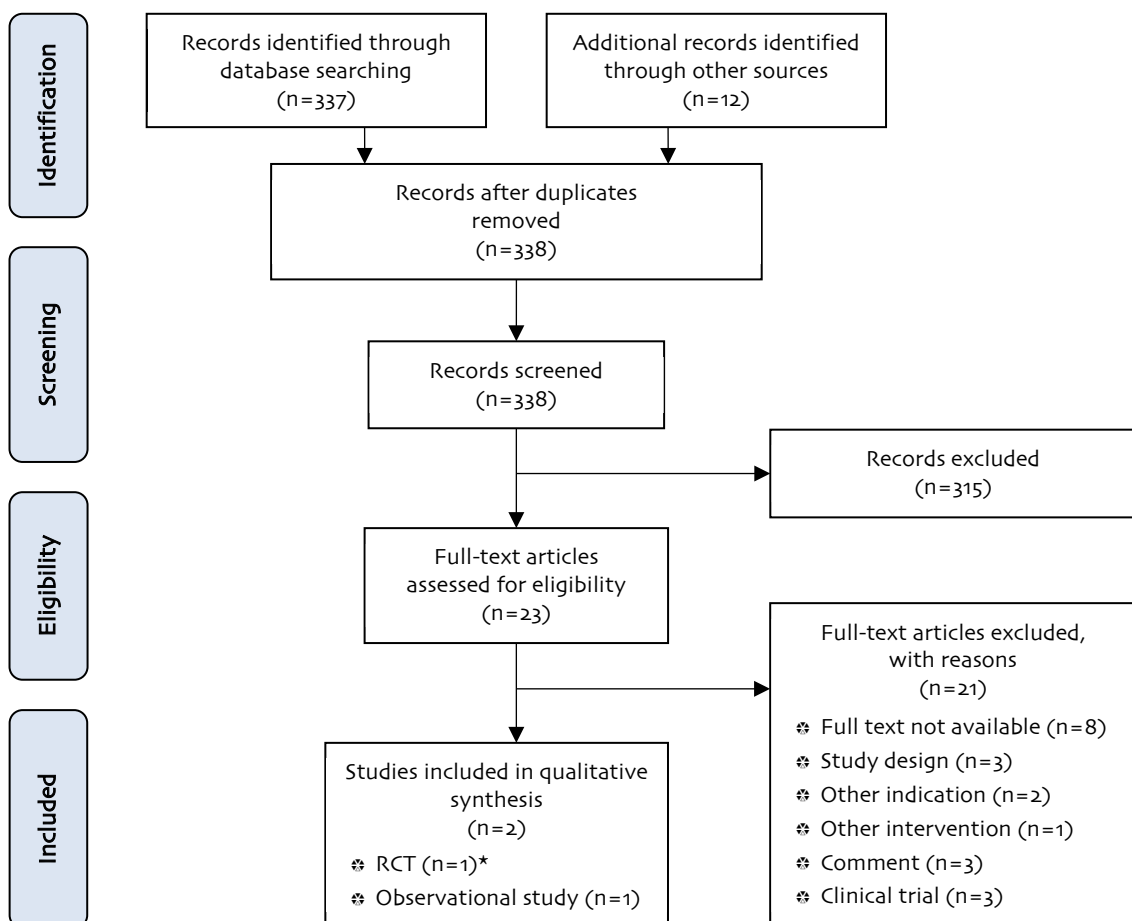 Identification
Records identified through
database searching
(n=337)
Additional records identified
through other sources
(n=12)
Records after duplicates
removed
(n=338)
Screening
Records screened
(n=338)
Records excluded
(n=315)
Eligibility
Full-text articles
assessed for eligibility
(n=23)
Full-text articles excluded,
with reasons
(n=21)
Full text not available (n=8)
Study design (n=3)
Other indication (n=2)
Other intervention (n=1)
Comment (n=3)
Clinical trial (n=3)
Included
Studies included in qualitative
synthesis
(n=2)
RCT (n=1)*
Observational study (n=1)